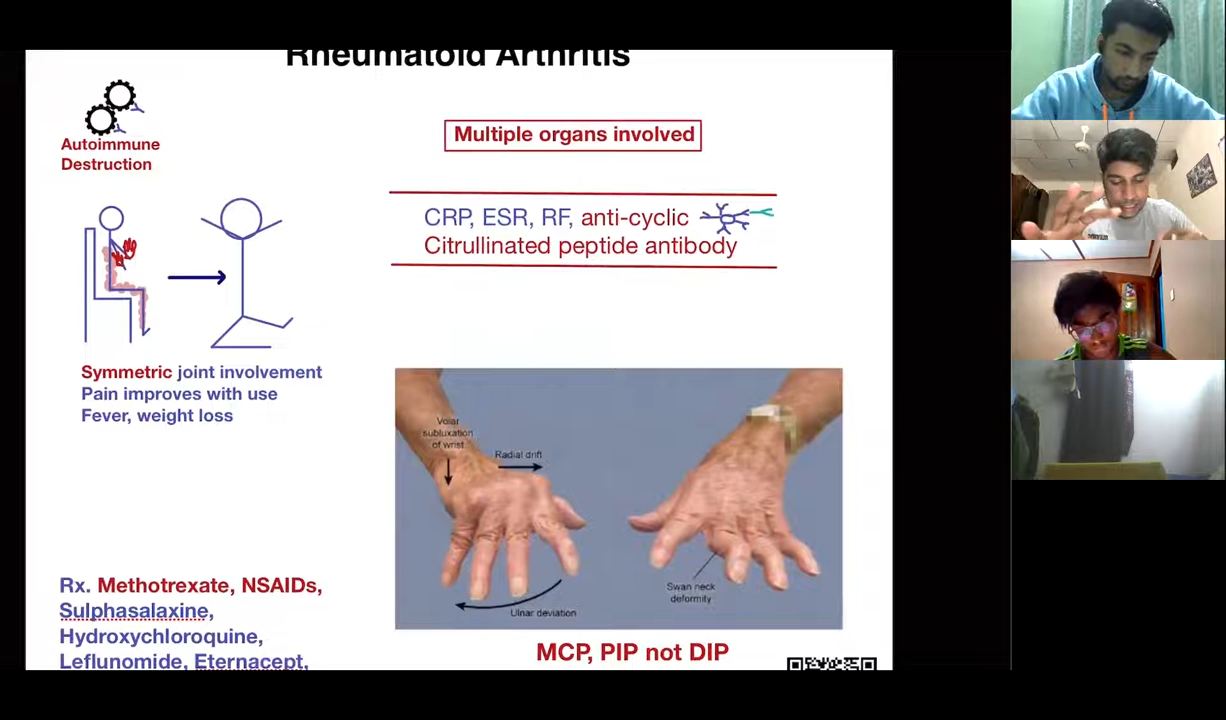 Rheumatoid Arthritis
Autoimmune
Destruction
Multiple organs involved
CRP, ESR, RF, anti-cyclic
Citrullinated peptide antibody
Symmetric joint involvement
Pain improves with use
Fever, weight loss
Volar
subluxation
of wrist
Radial drift
Swan neck
deformity
Ulnar deviation
Rx. Methotrexate, NSAIDs,
Sulphasalaxine,
Hydroxychloroquine,
Leflunomide, Eternacept,
MCP, PIP not DIP